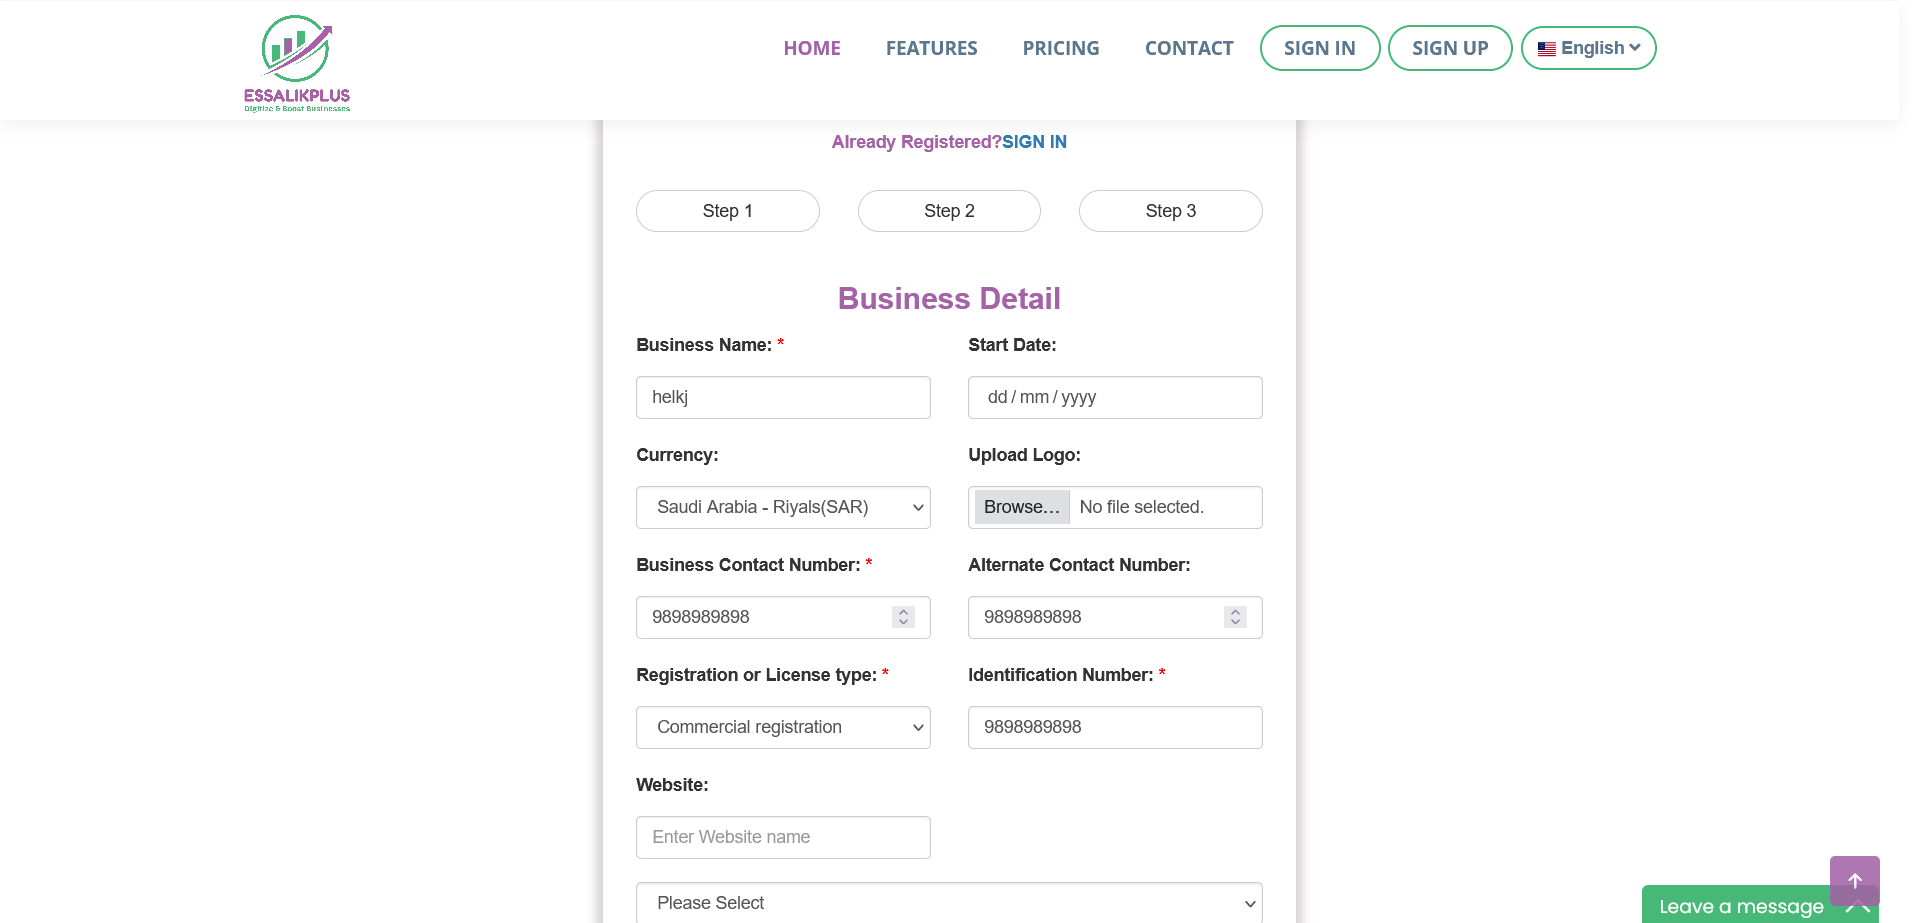 HOME FEATURES PRICING CONTACT SIGN IN SIGN UP English
ESSALIKPLUS
Digitize & Boost Businesses
Already Registered?SIGN IN
Step 1 Step 2 Step 3
Business Detail
Business Name: * Start Date:
helkj dd / mm / yyyy
Currency: Upload Logo:
Saudi Arabia - Riyals(SAR) Browse... No file selected.
Business Contact Number: * Alternate Contact Number:
9898989898 9898989898
Registration or License type: * Identification Number: *
Commercial registration 9898989898
Website:
Enter Website name
Please Select
Leave a message